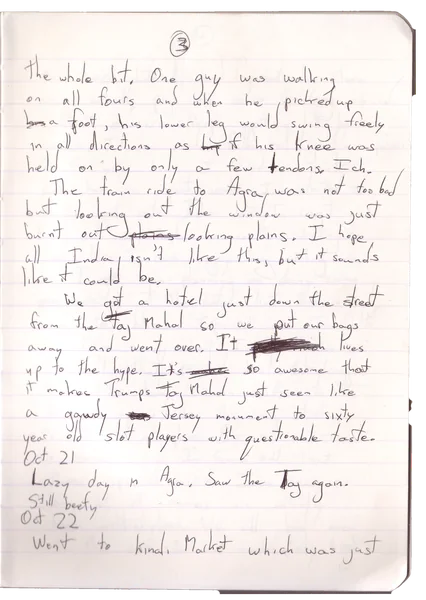 3
the whole bit. One guy was walking
on all fours and when he picked up
a foot, his lower leg would swing freely
in all directions as if his knee was
held on by only a few tendons. Ich.
The train ride to Agra was not too bad
but looking out the window was just
burnt out looking plains. I hope
all India isn't like this, but it sounds
like it could be.
We got a hotel just down the street
from the Taj Mahal so we put our bags
away and went over. It lives
up to the hype. It's so awesome that
it makes Trumps Taj Mahal just seem like
a gawdy Jersey monument to sixty
year old slot players with questionable taste.
Oct 21
Lazy day in Agra. Saw the Taj again.
Still beefy
Oct 22
Went to Kinari Market which was just